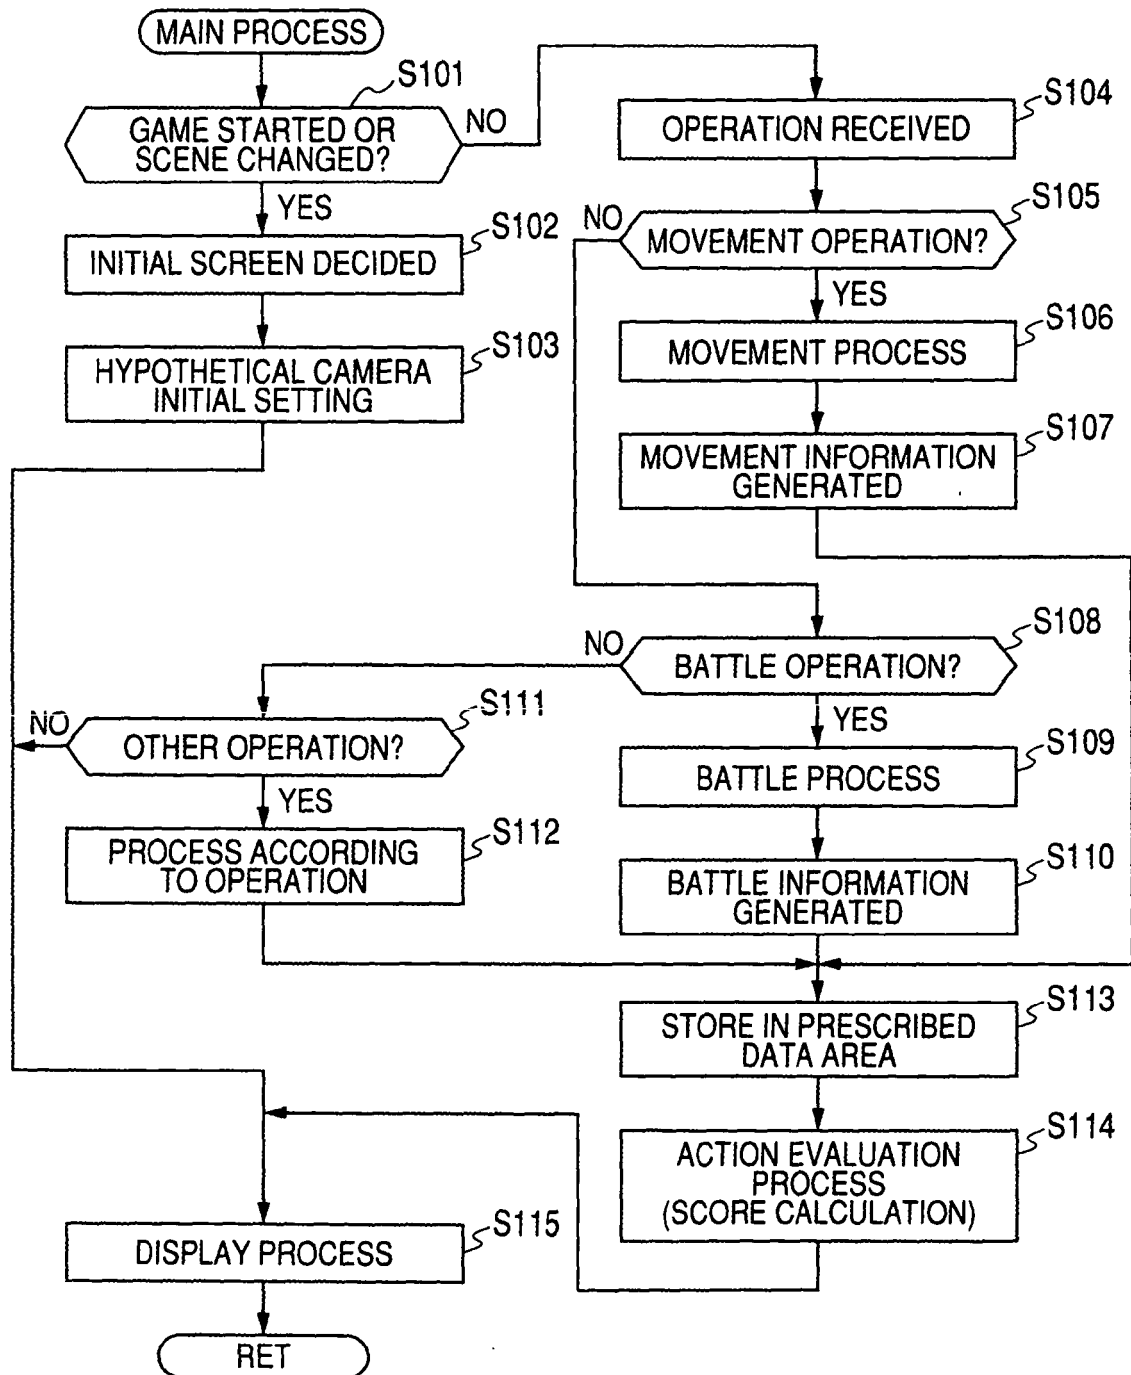 MAIN PROCESS
S101
GAME STARTED OR
SCENE CHANGED?
NO
YES
S102
INITIAL SCREEN DECIDED
S103
HYPOTHETICAL CAMERA
INITIAL SETTING
S104
OPERATION RECEIVED
S105
NO
MOVEMENT OPERATION?
YES
S106
MOVEMENT PROCESS
S107
MOVEMENT INFORMATION
GENERATED
S108
NO
BATTLE OPERATION?
YES
S109
BATTLE PROCESS
S110
BATTLE INFORMATION
GENERATED
S111
NO
OTHER OPERATION?
YES
S112
PROCESS ACCORDING
TO OPERATION
S113
STORE IN PRESCRIBED
DATA AREA
S114
ACTION EVALUATION
PROCESS
(SCORE CALCULATION)
S115
DISPLAY PROCESS
RET